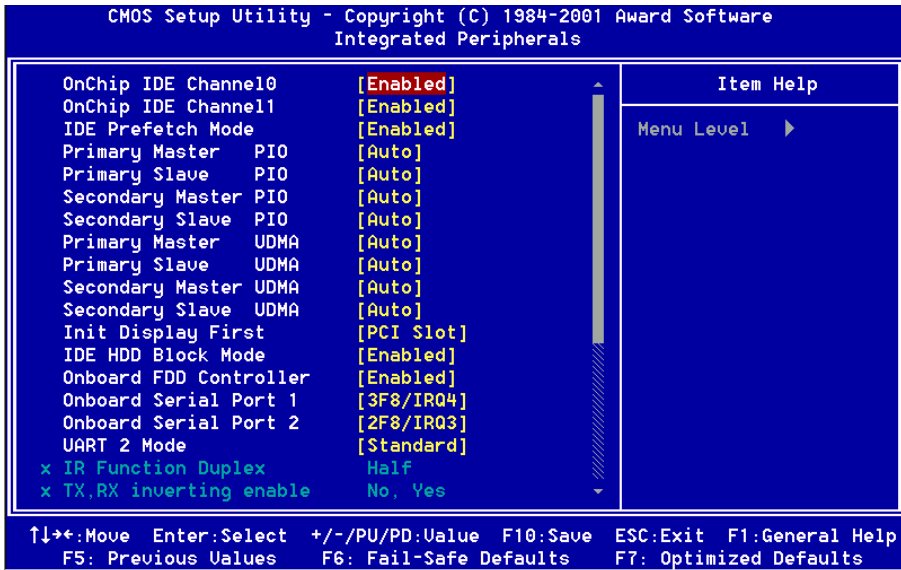 CMOS Setup Utility - Copyright (C) 1984-2001 Award Software
Integrated Peripherals
OnChip IDE Channel0 [Enabled]
OnChip IDE Channel1 [Enabled]
IDE Prefetch Mode [Enabled]
Primary Master PIO [Auto]
Primary Slave PIO [Auto]
Secondary Master PIO [Auto]
Secondary Slave PIO [Auto]
Primary Master UDMA [Auto]
Primary Slave UDMA [Auto]
Secondary Master UDMA [Auto]
Secondary Slave UDMA [Auto]
Init Display First [PCI Slot]
IDE HDD Block Mode [Enabled]
Onboard FDD Controller [Enabled]
Onboard Serial Port 1 [3F8/IRQ4]
Onboard Serial Port 2 [2F8/IRQ3]
UART 2 Mode [Standard]
x IR Function Duplex Half
x TX,RX inverting enable No, Yes
Item Help
Menu Level ▶
↑↓→←:Move Enter:Select +/-/PU/PD:Value F10:Save ESC:Exit F1:General Help
F5: Previous Values F6: Fail-Safe Defaults F7: Optimized Defaults